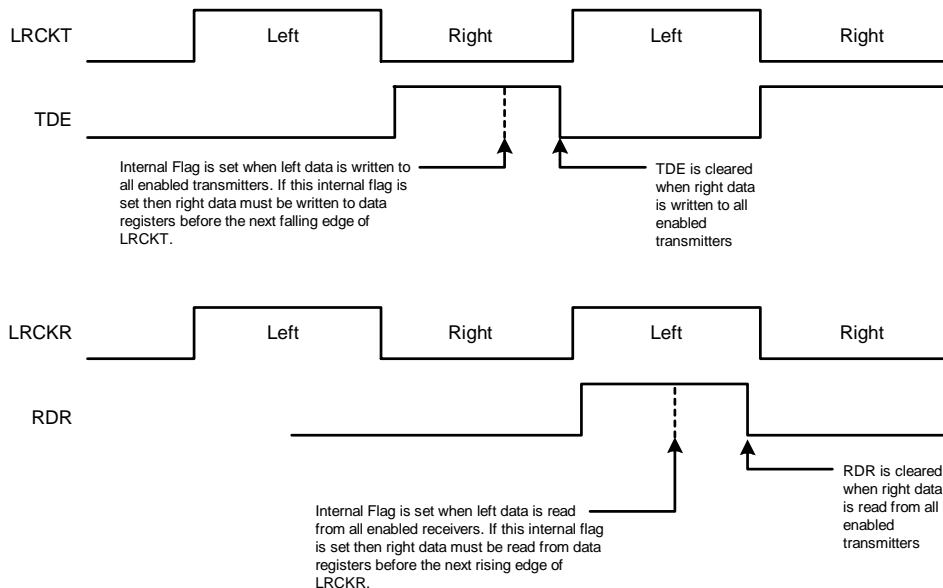 LRCKT
Left
Right
Left
Right
TDE
Internal Flag is set when left data is written to
all enabled transmitters. If this internal flag is
set then right data must be written to data
registers before the next falling edge of
LRCKT.
TDE is cleared
when right data
is written to all
enabled
transmitters
LRCKR
Left
Right
Left
Right
RDR
Internal Flag is set when left data is read
from all enabled receivers. If this internal flag
is set then right data must be read from data
registers before the next rising edge of
LRCKR.
RDR is cleared
when right data
is read from all
enabled
transmitters